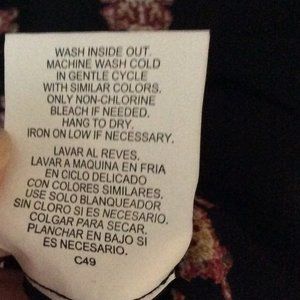 WASH INSIDE OUT.
MACHINE WASH COLD
IN GENTLE CYCLE
WITH SIMILAR COLORS.
ONLY NON-CHLORINE
BLEACH IF NEEDED.
HANG TO DRY.
IRON ON LOW IF NECESSARY.
LAVAR AL REVES.
LAVAR A MAQUINA EN FRIA
EN CICLO DELICADO
CON COLORES SIMILARES.
USE SOLO BLANQUEADOR
SIN CLORO SI ES NECESARIO.
COLGAR PARA SECAR.
PLANCHAR EN BAJO SI
ES NECESARIO.
C49